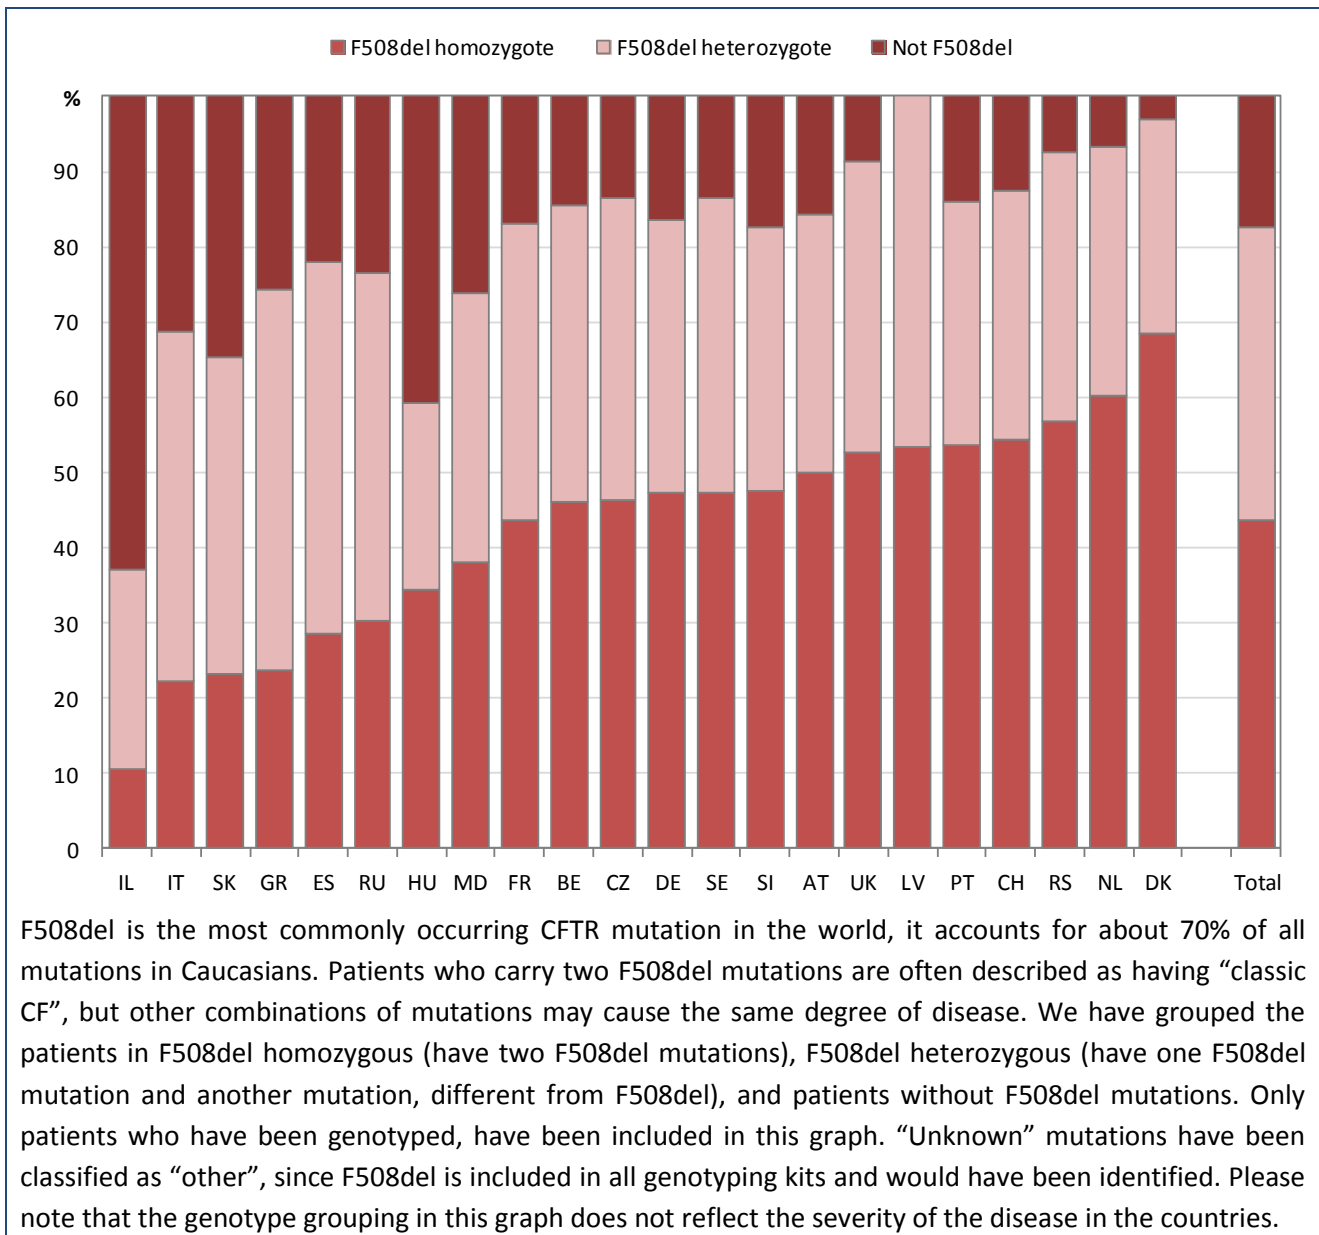 F508del homozygote F508del heterozygote Not F508del
%
90
80
70
60
50
40
30
20
10
0
IL IT SK GR ES RU HU MD FR BE CZ DE SE SI AT UK LV PT CH RS NL DK Total
F508del is the most commonly occurring CFTR mutation in the world, it accounts for about 70% of all
mutations in Caucasians. Patients who carry two F508del mutations are often described as having “classic
CF”, but other combinations of mutations may cause the same degree of disease. We have grouped the
patients in F508del homozygous (have two F508del mutations), F508del heterozygous (have one F508del
mutation and another mutation, different from F508del), and patients without F508del mutations. Only
patients who have been genotyped, have been included in this graph. “Unknown” mutations have been
classified as “other”, since F508del is included in all genotyping kits and would have been identified. Please
note that the genotype grouping in this graph does not reflect the severity of the disease in the countries.